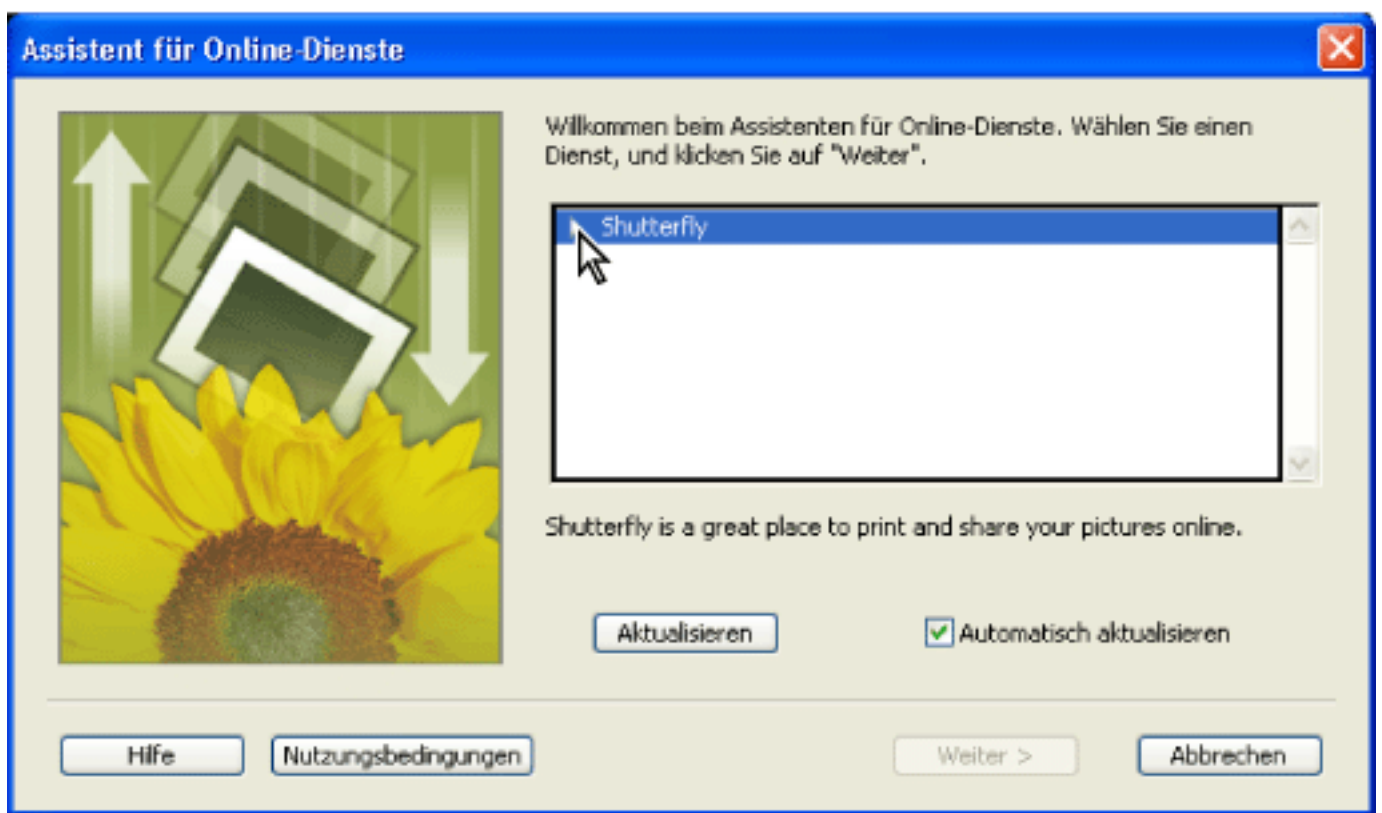 Assistent für Online-Dienste
Willkommen beim Assistenten für Online-Dienste. Wählen Sie einen
Dienst, und klicken Sie auf "Weiter".
Shutterfly
Shutterfly is a great place to print and share your pictures online.
Aktualisieren
Automatisch aktualisieren
Hilfe
Nutzungsbedingungen
Weiter >
Abbrechen